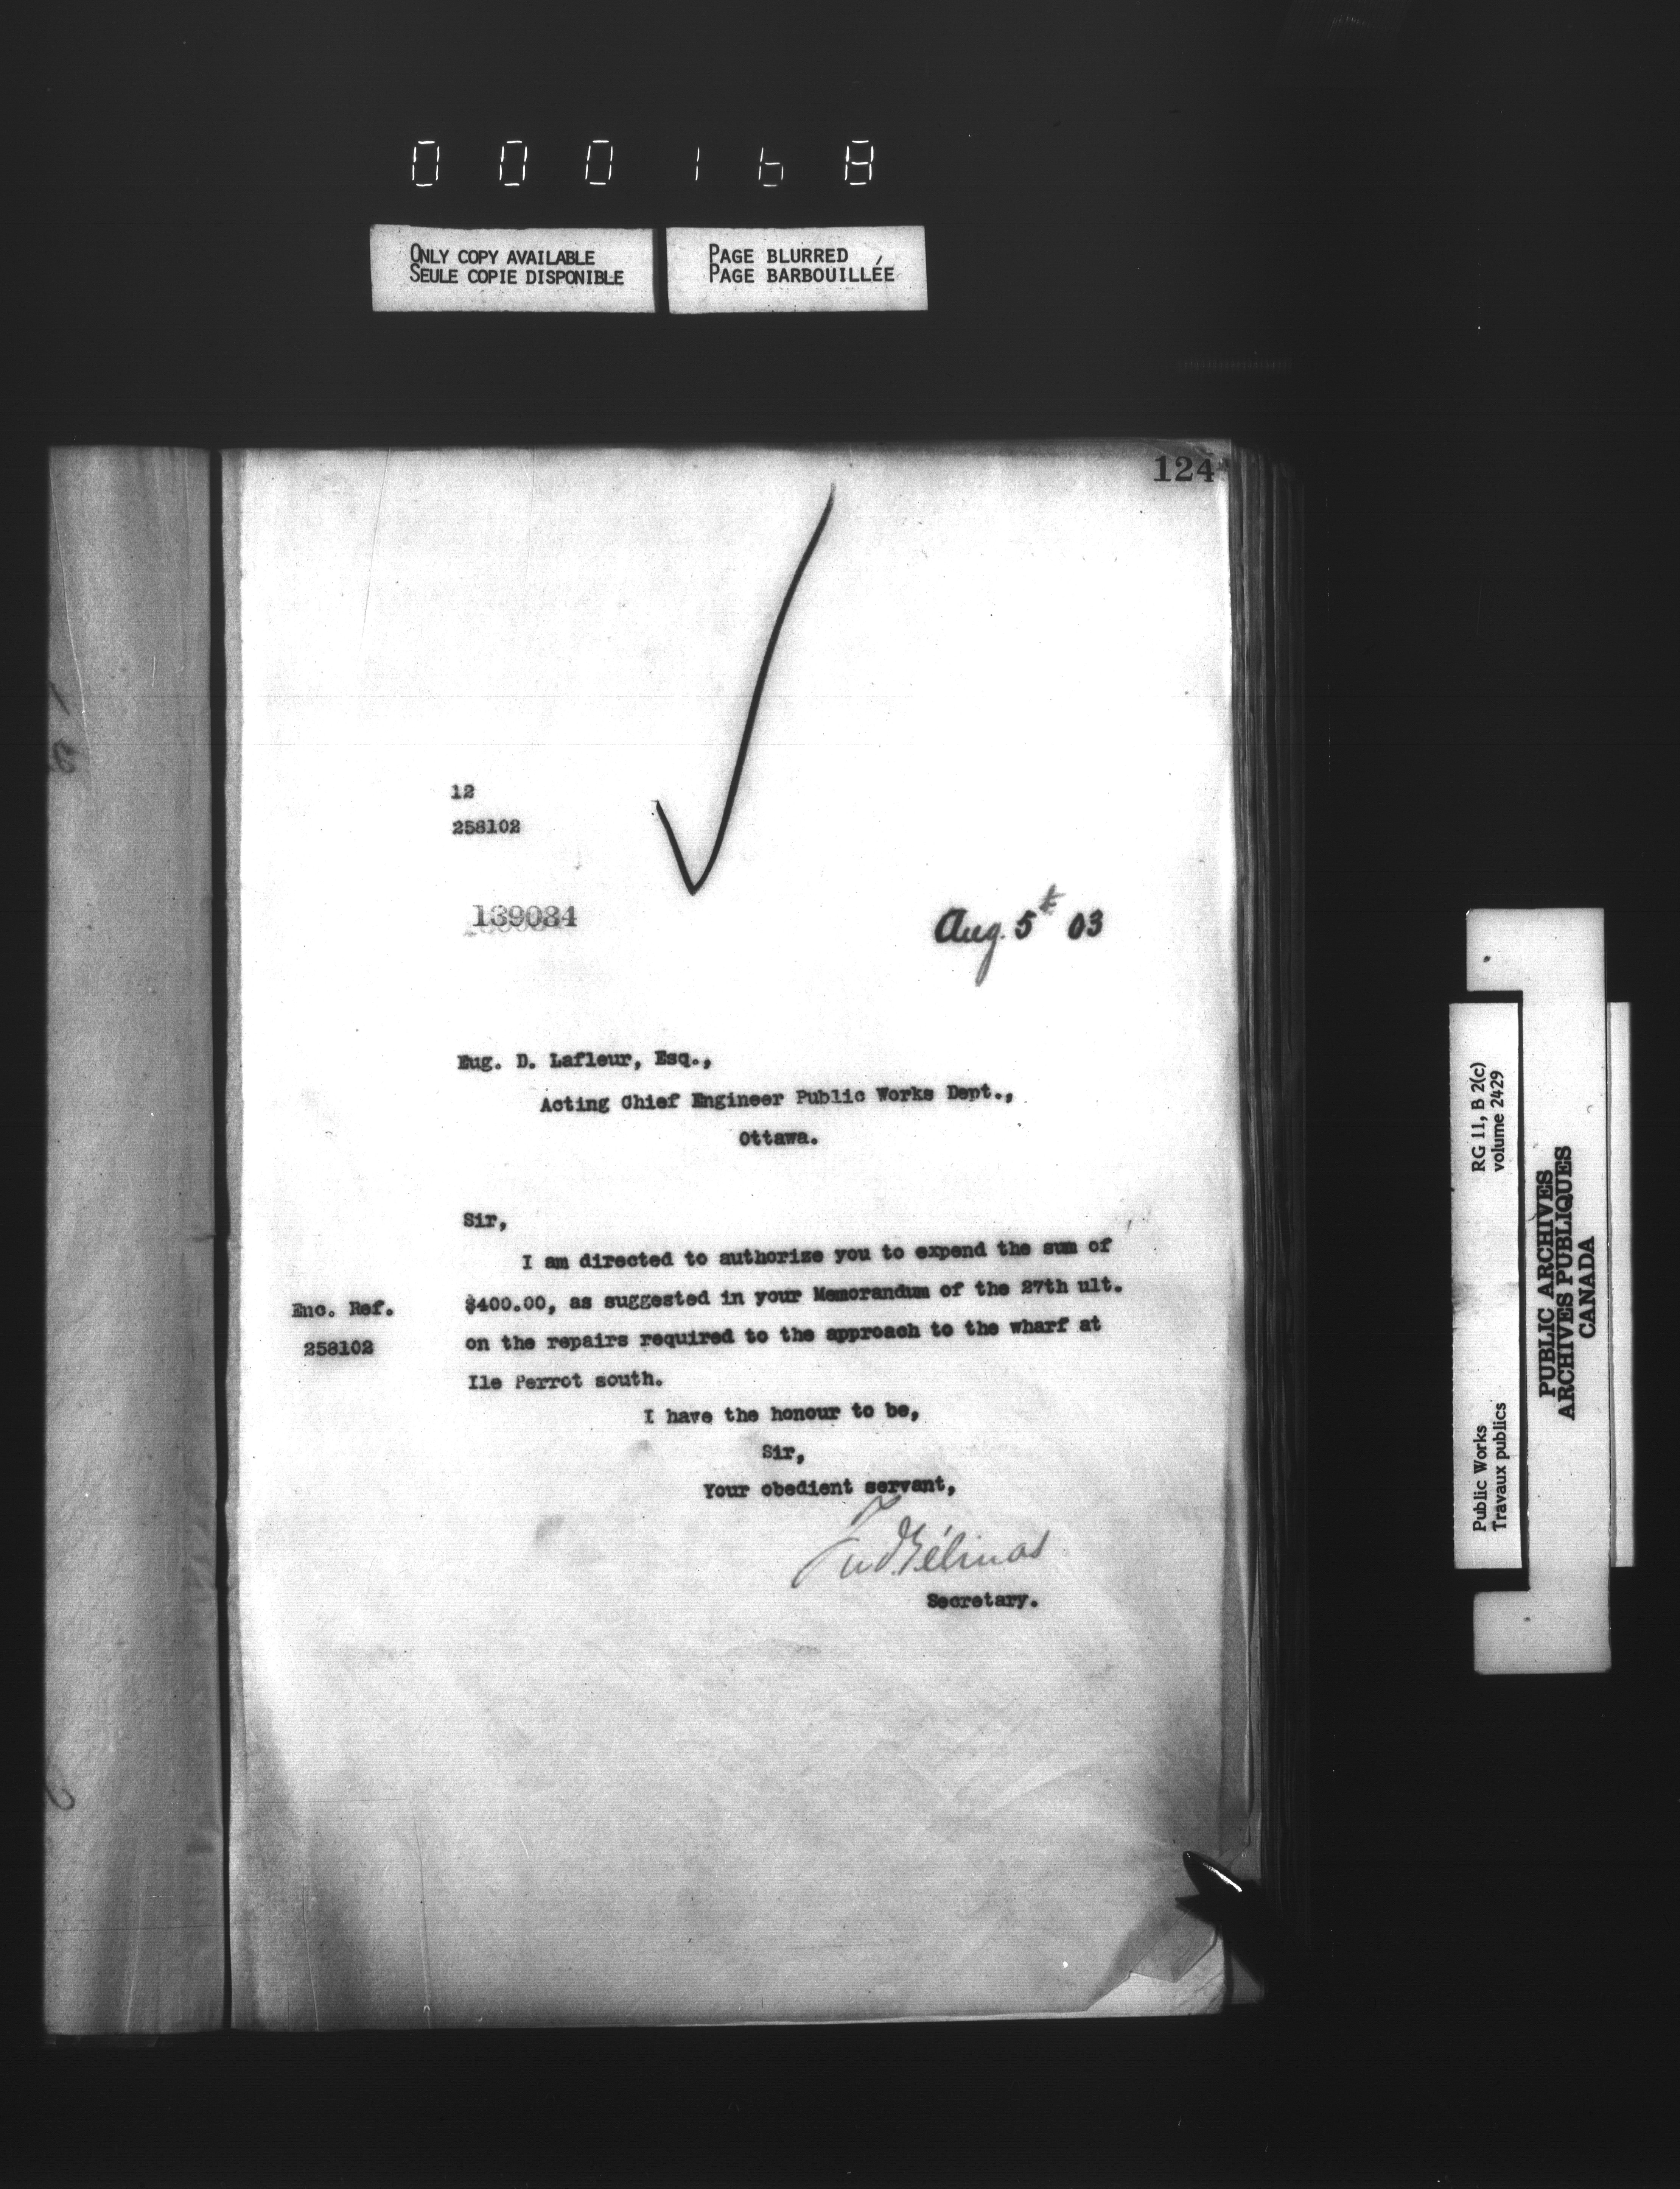 000168
ONLY COPY AVAILABLE
SEULE COPIE DISPONIBLE
PAGE BLURRED
PAGE BARBOUILLÉE
124
12
258102
139084
Aug. 5th 03
Eug. D. Lafleur, Esq.,
Acting Chief Engineer Public Works Dept.,
Ottawa.
Sir,
I am directed to authorize you to expend the sum of
$400.00, as suggested in your Memorandum of the 27th ult.
on the repairs required to the approach to the wharf at
Ile Perrot south.
Enc. Ref.
258102
I have the honour to be,
Sir,
Your obedient servant,
Fred Gélinas
Secretary.
Public Works
Travaux publics
RG 11, B 2(c)
volume 2429
PUBLIC ARCHIVES
ARCHIVES PUBLIQUES
CANADA